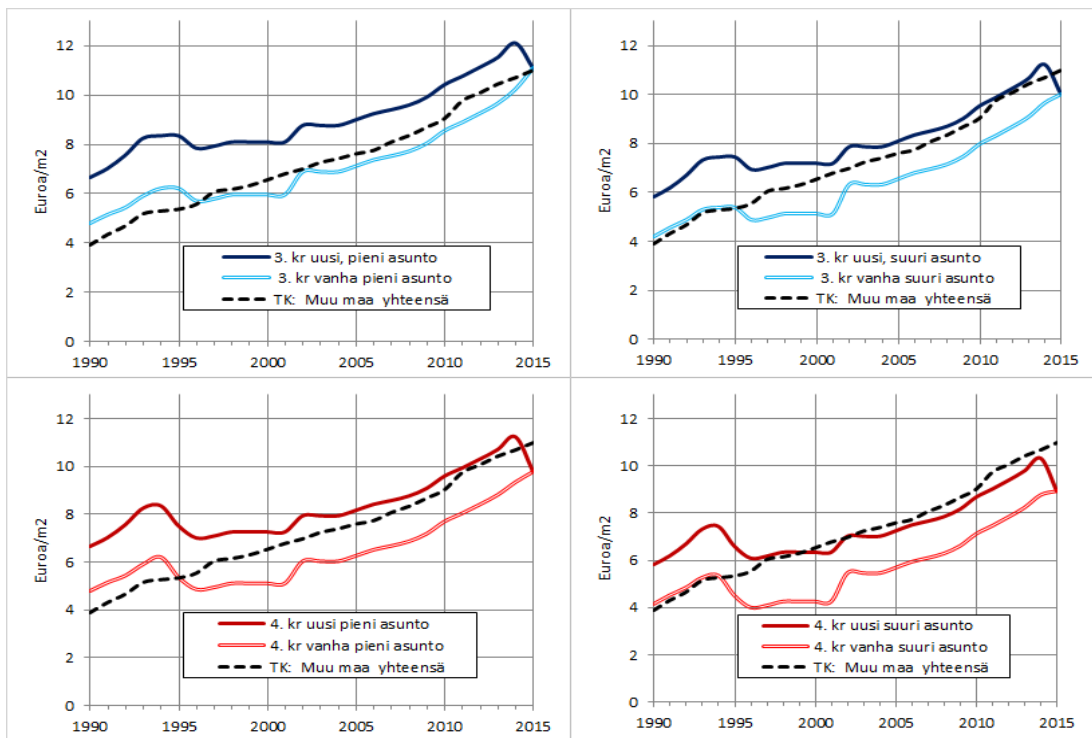 12
10
8
6
4
2
0
Euroa/m2
3. kr uusi, pieni asunto
3. kr vanha pieni asunto
TK: Muu maa yhteensä
1990 1995 2000 2005 2010 2015
12
10
8
6
4
2
0
Euroa/m2
3. kr uusi, suuri asunto
3. kr vanha suuri asunto
TK: Muu maa yhteensä
1990 1995 2000 2005 2010 2015
12
10
8
6
4
2
0
Euroa/m2
4. kr uusi pieni asunto
4. kr vanha pieni asunto
TK: Muu maa yhteensä
1990 1995 2000 2005 2010 2015
12
10
8
6
4
2
0
Euroa/m2
4. kr uusi suuri asunto
4. kr vanha suuri asunto
TK: Muu maa yhteensä
1990 1995 2000 2005 2010 2015